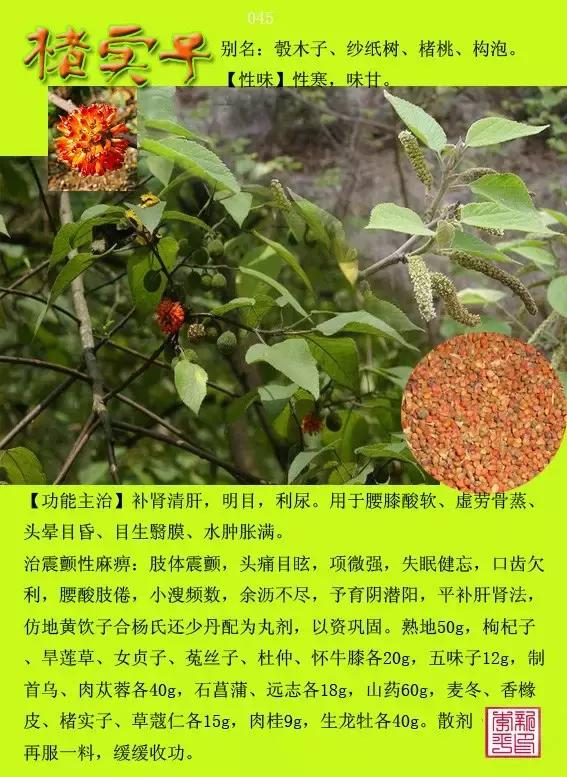 045
楮实子
别名：彀木子、纱纸树、楮桃、构泡。
【性味】性寒，味甘。
【功能主治】补肾清肝，明目，利尿。用于腰膝酸软、虚劳骨蒸、
头晕目昏、目生翳膜、水肿胀满。
治震颤性麻痹：肢体震颤，头痛目眩，项微强，失眠健忘，口齿欠
利，腰酸肢倦，小溲频数，余沥不尽，予育阴潜阳，平补肝肾法，
仿地黄饮子合杨氏还少丹配为丸剂，以资巩固。熟地50g，枸杞子
、旱莲草、女贞子、菟丝子、杜仲、怀牛膝各20g，五味子12g，制
首乌、肉苁蓉各40g，石菖蒲、远志各18g，山药60g，麦冬、香橼
皮、楮实子、草蔻仁各15g，肉桂9g，生龙牡各40g。散剂
再服一料，缓缓收功。